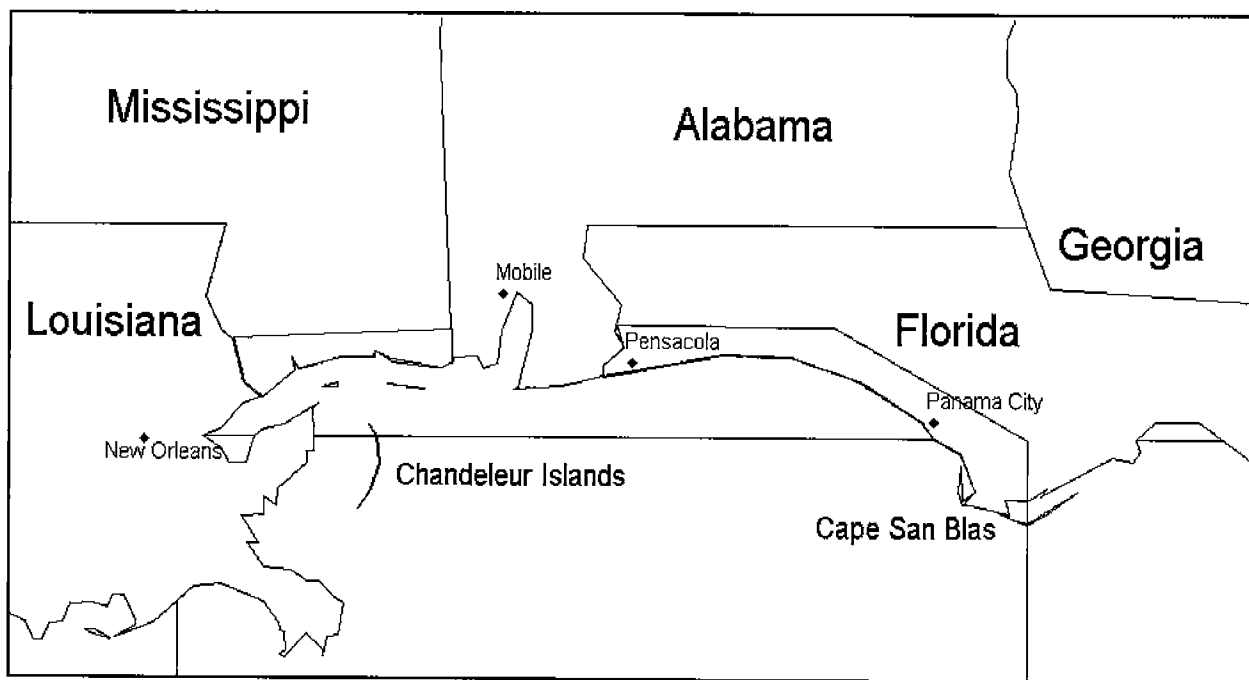 Mississippi
Alabama
Georgia
Mobile
Louisiana
Florida
Pensacola
Panama City
New Orleans
Chandeleur Islands
Cape San Blas